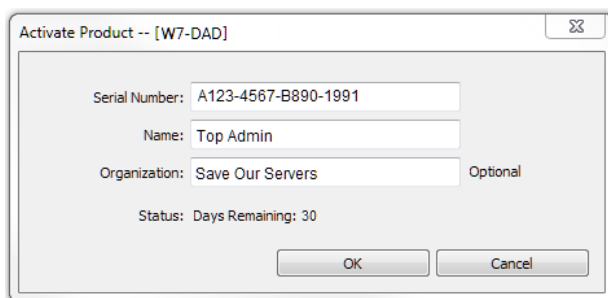 Activate Product -- [W7-DAD]
Serial Number: A123-4567-B890-1991
Name: Top Admin
Organization: Save Our Servers Optional
Status: Days Remaining: 30
OK Cancel